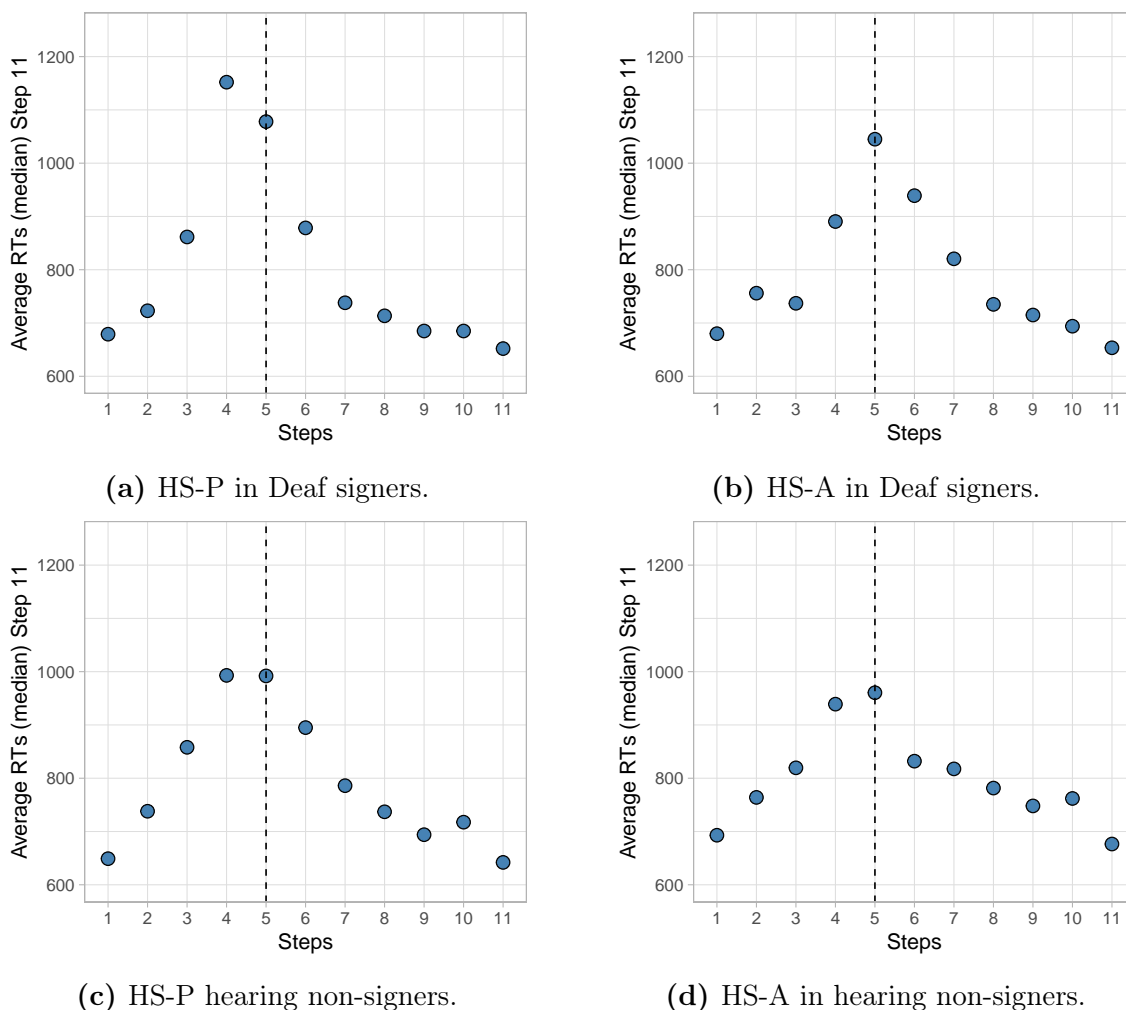 Average RTs (median) Step 11
1200
1000
800
600
1 2 3 4 5 6 7 8 9 10 11
Steps
(a) HS-P in Deaf signers.
Average RTs (median) Step 11
1200
1000
800
600
1 2 3 4 5 6 7 8 9 10 11
Steps
(b) HS-A in Deaf signers.
Average RTs (median) Step 11
1200
1000
800
600
1 2 3 4 5 6 7 8 9 10 11
Steps
(c) HS-P hearing non-signers.
Average RTs (median) Step 11
1200
1000
800
600
1 2 3 4 5 6 7 8 9 10 11
Steps
(d) HS-A in hearing non-signers.